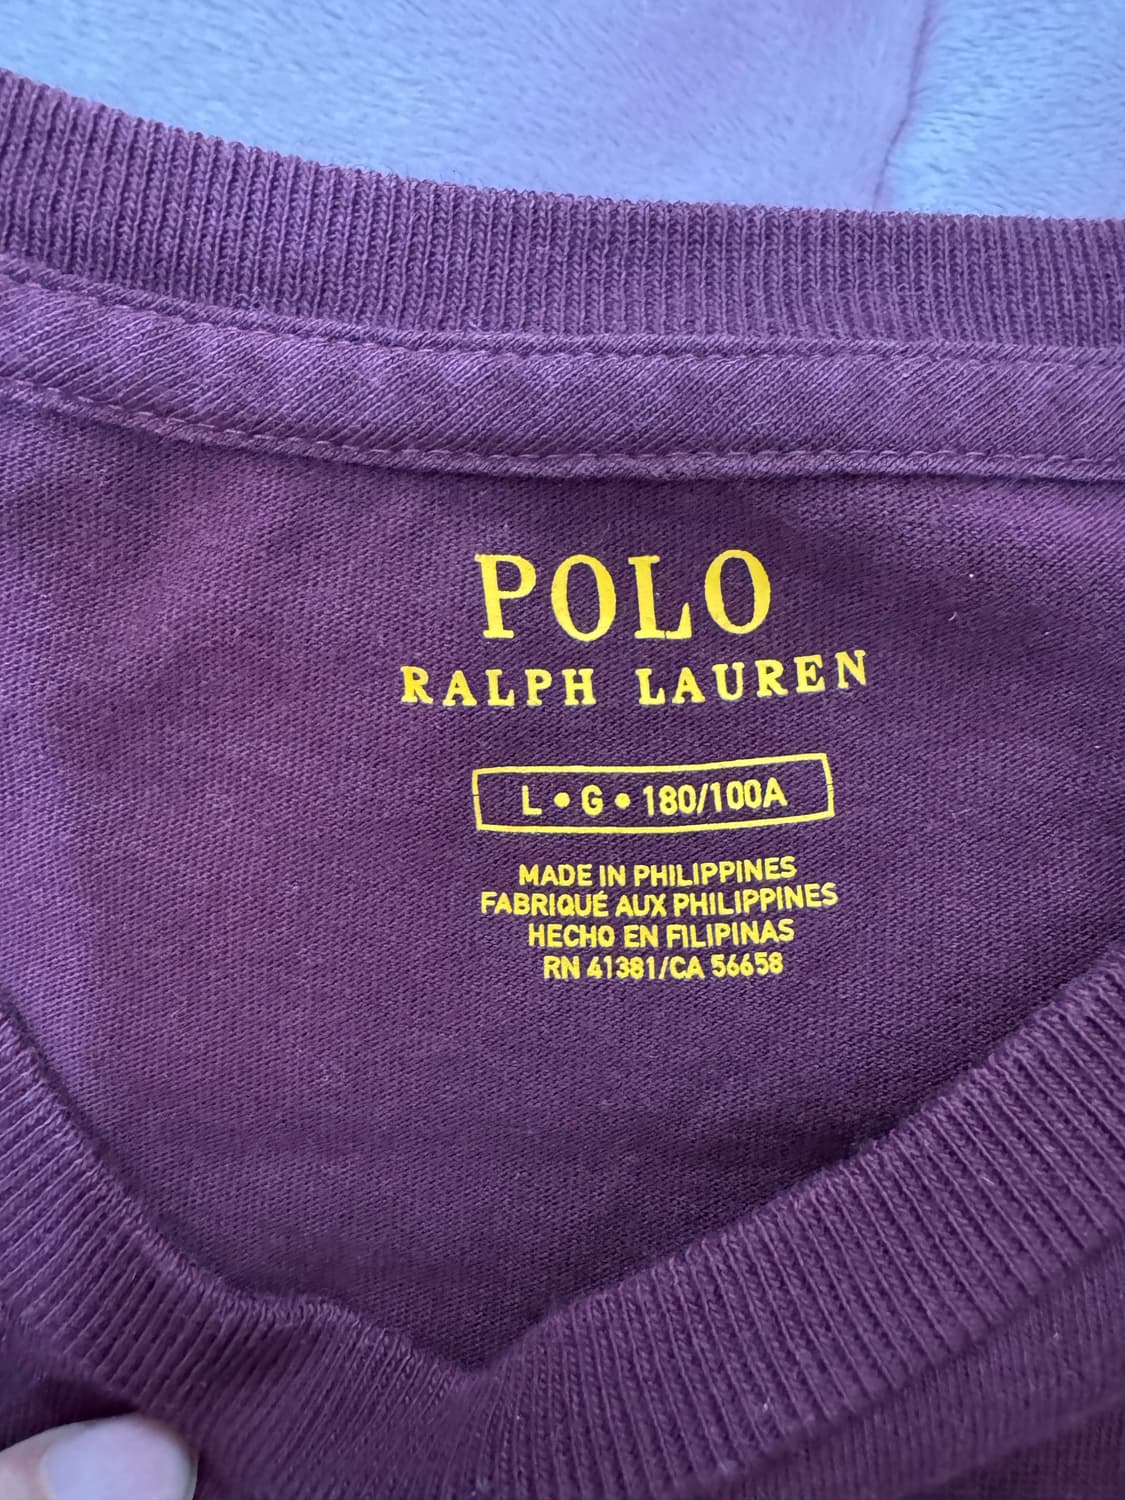 POLO
RALPH LAUREN
L • G • 180/100A
MADE IN PHILIPPINES
FABRIQUÉ AUX PHILIPPINES
HECHO EN FILIPINAS
RN 41381/CA 56658